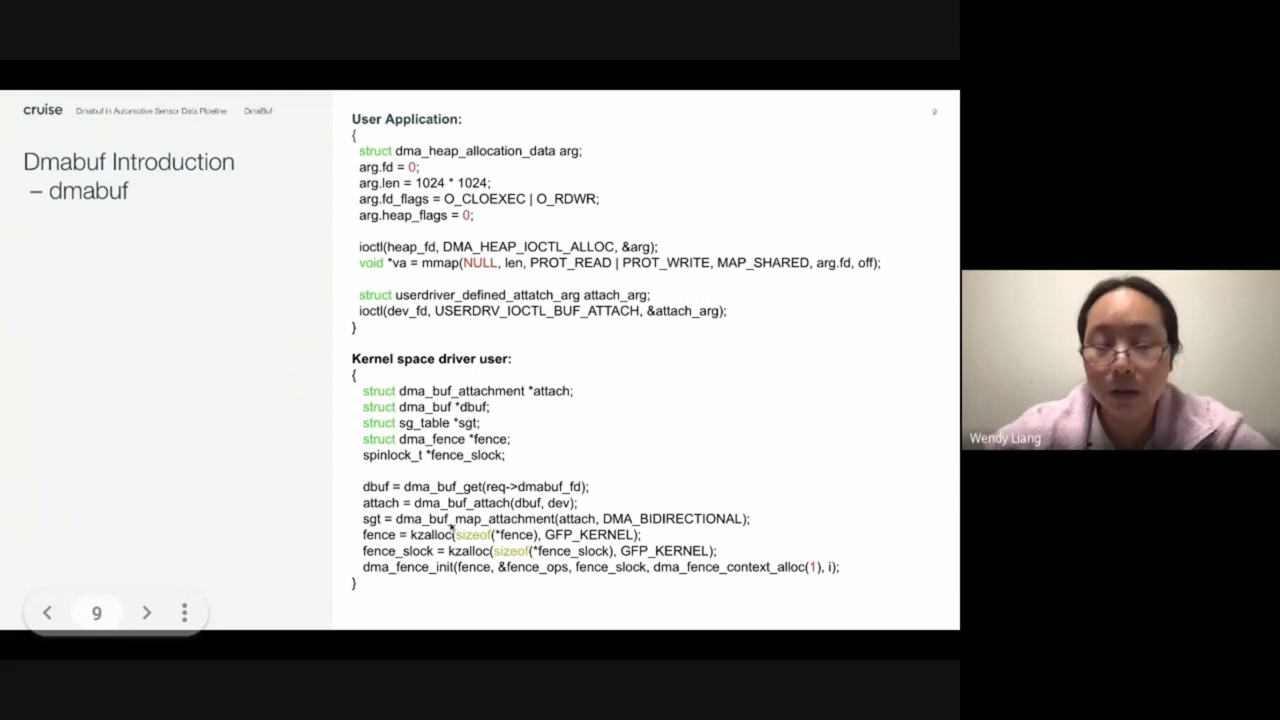 cruise Dmabuf in Automotive Sensor Data Pipeline DmaBuf
9
Dmabuf Introduction
– dmabuf
User Application:
{
struct dma_heap_allocation_data arg;
arg.fd = 0;
arg.len = 1024 * 1024;
arg.fd_flags = O_CLOEXEC | O_RDWR;
arg.heap_flags = 0;
ioctl(heap_fd, DMA_HEAP_IOCTL_ALLOC, &arg);
void *va = mmap(NULL, len, PROT_READ | PROT_WRITE, MAP_SHARED, arg.fd, off);
struct userdriver_defined_attatch_arg attach_arg;
ioctl(dev_fd, USERDRV_IOCTL_BUF_ATTACH, &attach_arg);
}
Kernel space driver user:
{
struct dma_buf_attachment *attach;
struct dma_buf *dbuf;
struct sg_table *sgt;
struct dma_fence *fence;
spinlock_t *fence_slock;
dbuf = dma_buf_get(req->dmabuf_fd);
attach = dma_buf_attach(dbuf, dev);
sgt = dma_buf_map_attachment(attach, DMA_BIDIRECTIONAL);
fence = kzalloc(sizeof(*fence), GFP_KERNEL);
fence_slock = kzalloc(sizeof(*fence_slock), GFP_KERNEL);
dma_fence_init(fence, &fence_ops, fence_slock, dma_fence_context_alloc(1), i);
}
9
Wendy Liang